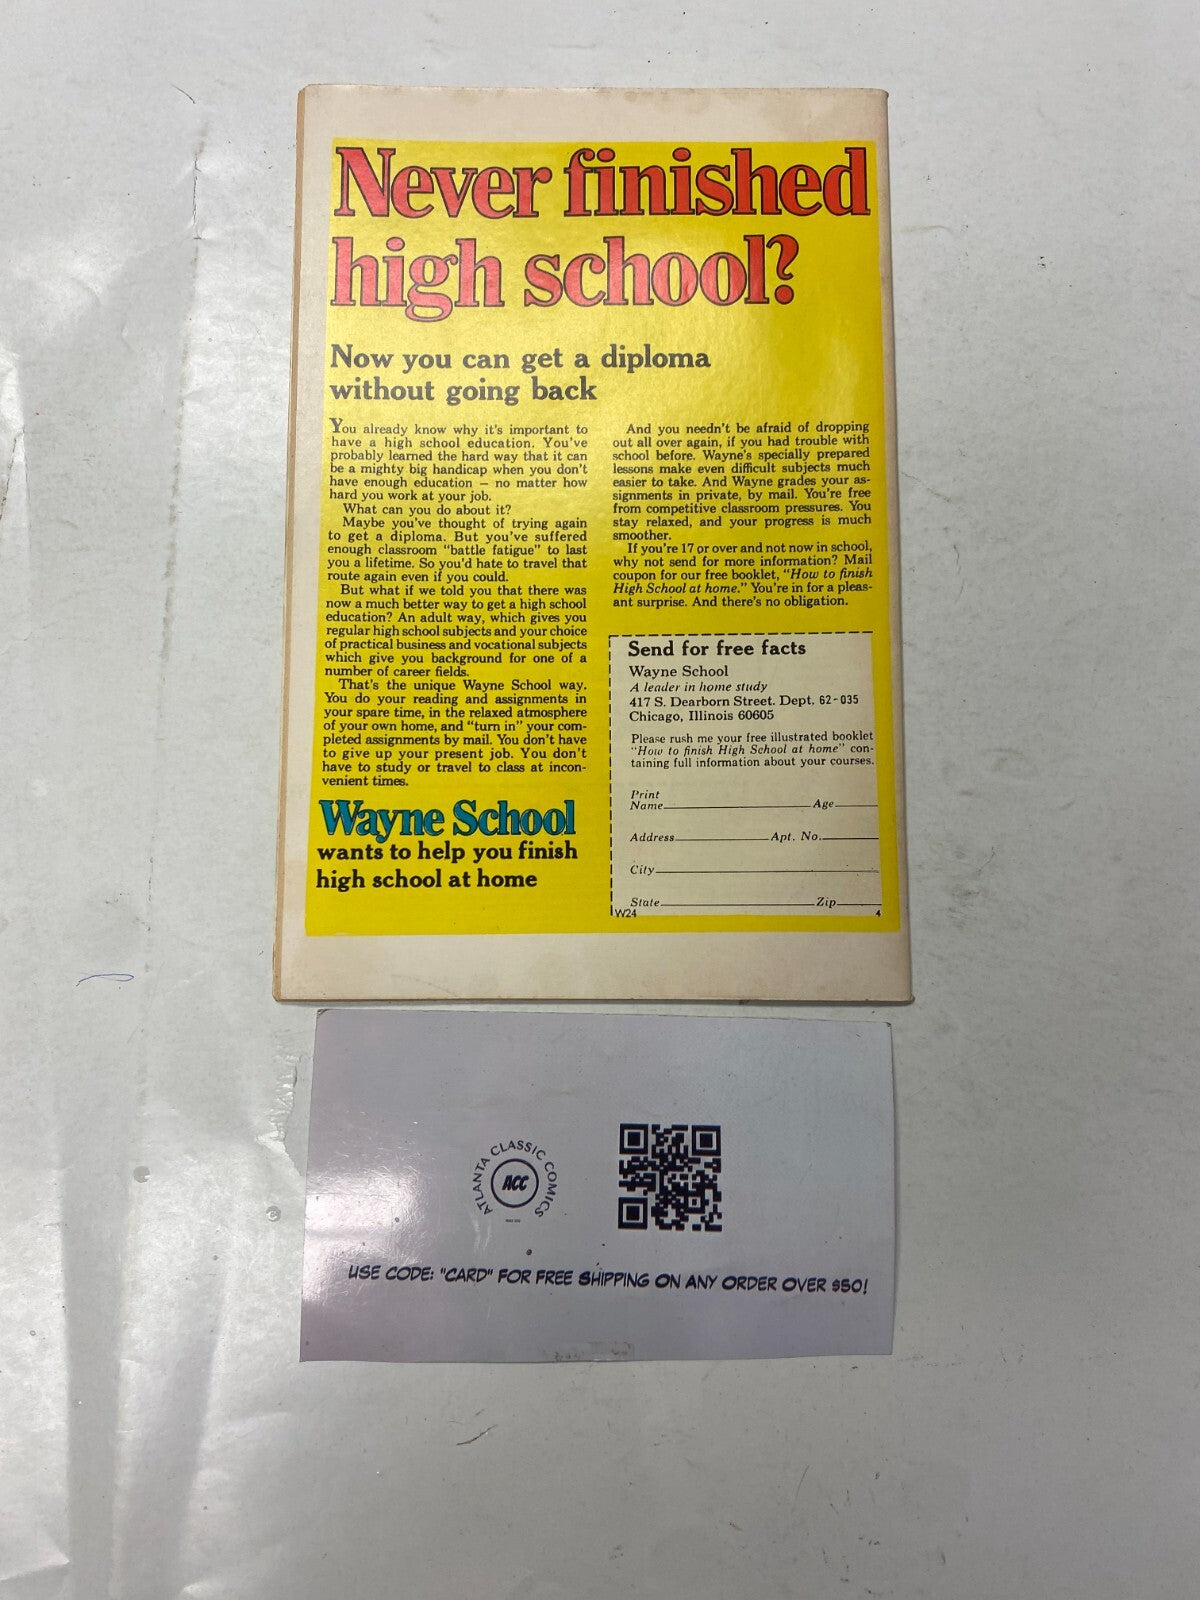 Never finished
high school?
Now you can get a diploma
without going back
You already know why it's important to
have a high school education. You've
probably learned the hard way that it can
be a mighty big handicap when you don't
have enough education – no matter how
hard you work at your job.
What can you do about it?
Maybe you've thought of trying again
to get a diploma. But you've suffered
enough classroom "battle fatigue" to last
you a lifetime. So you'd hate to travel that
route again even if you could.
But what if we told you that there was
now a much better way to get a high school
education? An adult way, which gives you
regular high school subjects and your choice
of practical business and vocational subjects
which give you background for one of a
number of career fields.
That's the unique Wayne School way.
You do your reading and assignments in
your spare time, in the relaxed atmosphere
of your own home, and "turn in" your com-
pleted assignments by mail. You don't have
to give up your present job. You don't
have to study or travel to class at incon-
venient times.
Wayne School
wants to help you finish
high school at home
And you needn't be afraid of dropping
out all over again, if you had trouble with
school before. Wayne's specially prepared
lessons make even difficult subjects much
easier to take. And Wayne grades your as-
signments in private, by mail. You're free
from competitive classroom pressures. You
stay relaxed, and your progress is much
smoother.
If you're 17 or over and not now in school,
why not send for more information? Mail
coupon for our free booklet, "How to finish
High School at home." You're in for a pleas-
ant surprise. And there's no obligation.
Send for free facts
Wayne School
A leader in home study
417 S. Dearborn Street. Dept. 62-035
Chicago, Illinois 60605
Please rush me your free illustrated booklet
"How to finish High School at home" con-
taining full information about your courses.
Print
Name Age
Address Apt. No.
City
State Zip
W24 4
ATLANTA CLASSIC COMICS
ACC
USE CODE: "CARD" FOR FREE SHIPPING ON ANY ORDER OVER $50!